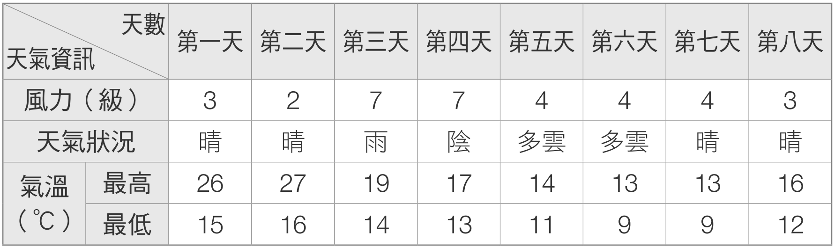 天數
天氣資訊 第一天 第二天 第三天 第四天 第五天 第六天 第七天 第八天
風力（級） 3 2 7 7 4 4 4 3
天氣狀況 晴 晴 雨 陰 多雲 多雲 晴 晴
氣溫（℃） 最高 26 27 19 17 14 13 13 16
最低 15 16 14 13 11 9 9 12